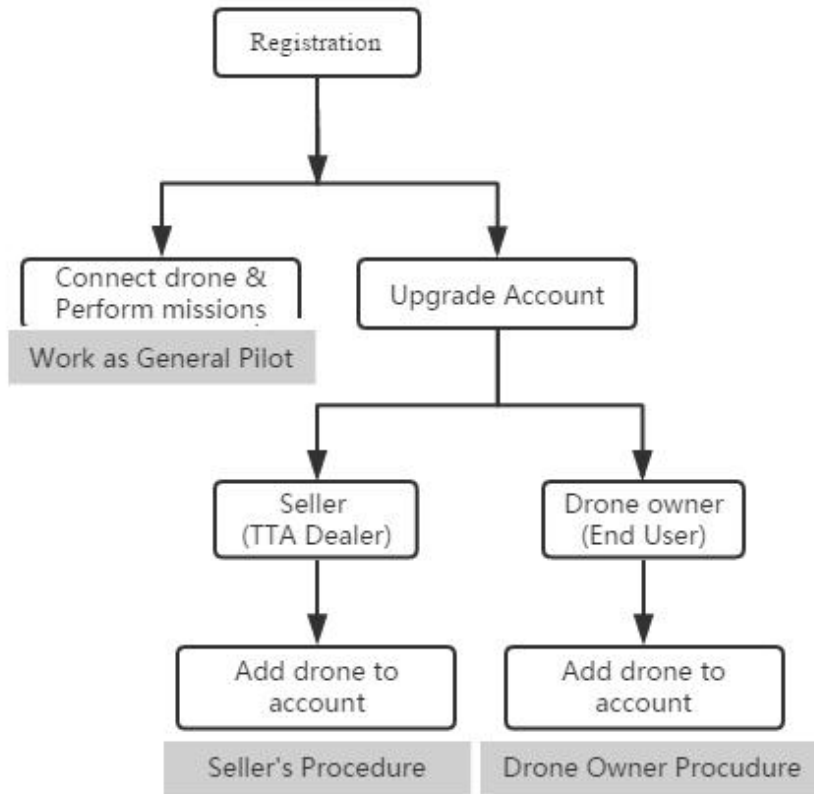 Registration
Connect drone &
Perform missions
Work as General Pilot
Upgrade Account
Seller
(TTA Dealer)
Drone owner
(End User)
Add drone to
account
Add drone to
account
Seller's Procedure
Drone Owner Procudure